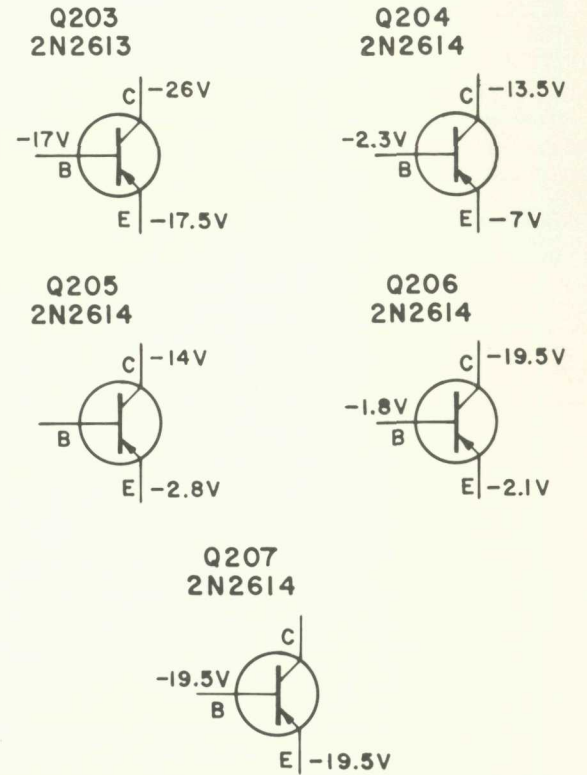 Q203
2N2613
C
-26V
-17V
B
E
-17.5V
Q204
2N2614
C
-13.5V
-2.3V
B
E
-7V
Q205
2N2614
C
-14V
B
E
-2.8V
Q206
2N2614
C
-19.5V
-1.8V
B
E
-2.1V
Q207
2N2614
C
-19.5V
B
E
-19.5V